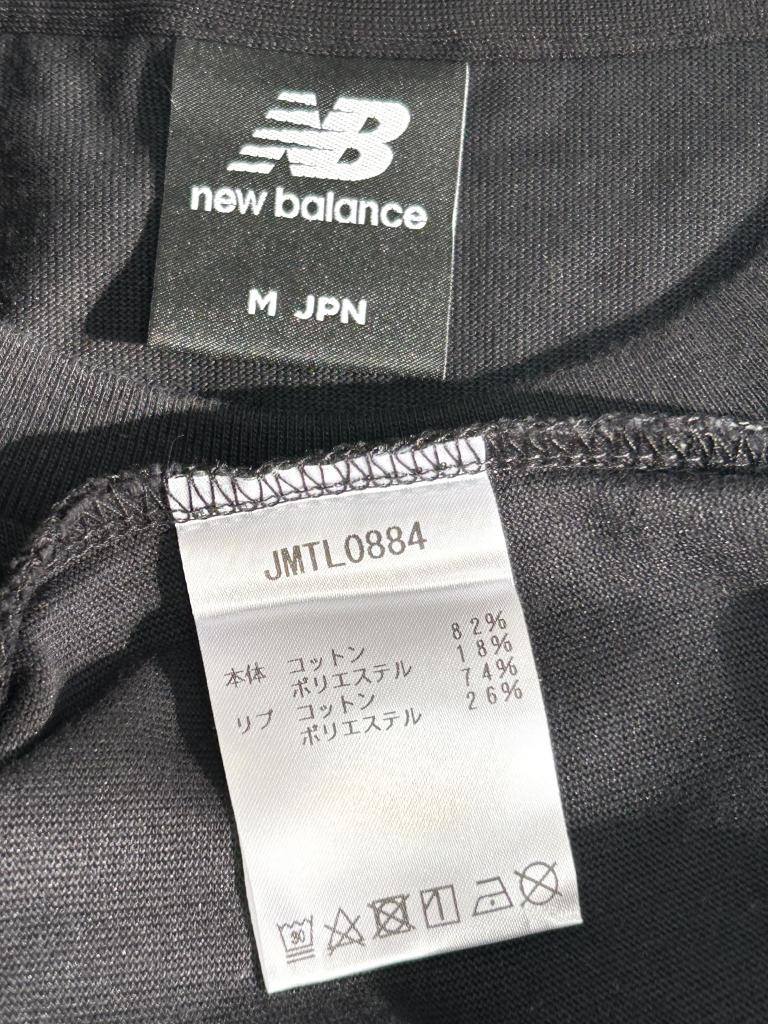 NB
new balance
M JPN
JMTL0884
本体 コットン 82%
ポリエステル 18%
リブ コットン 74%
ポリエステル 26%
30